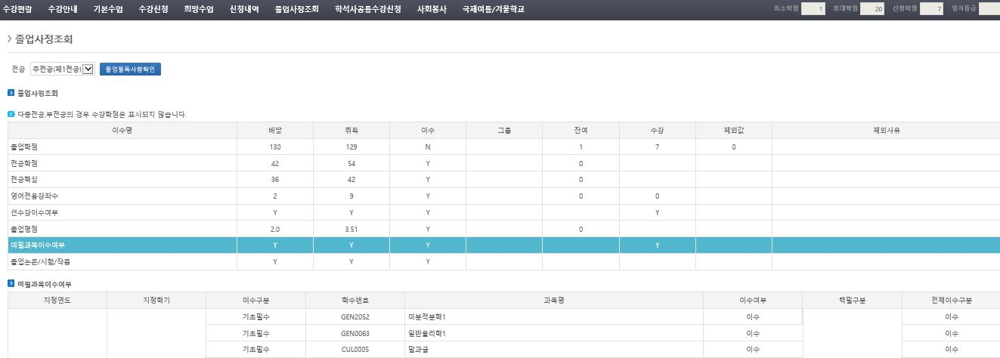 수강편람 수강안내 기본수업 수강신청 희망수업 신청내역 졸업사정조회 학석사공통수강신청 사회봉사 국제여름/겨울학교 최소학점 1 최대학점 20 신청학점 7 영어등급
졸업사정조회
전공 주전공(제1전공) 졸업필독사항확인
졸업사정조회
다중전공,부전공의 경우 수강학점은 표시되지 않습니다.
이수명 배당 취득 이수 그룹 잔여 수강 제외값 제외사유
졸업학점 130 129 N 1 7 0
전공학점 42 54 Y 0
전공핵심 36 42 Y 0
영어전용강좌수 2 9 Y 0 0
선수강이수여부 Y Y Y Y
졸업평점 2.0 3.51 Y 0
미필과목이수여부 Y Y Y Y
졸업논문/시험/작품 Y Y Y
미필과목이수여부
지정연도 지정학기 이수구분 학수번호 과목명 이수여부 택필구분 전체이수구분
기초필수 GEN2052 미분적분학1 이수 이수
기초필수 GEN0063 일반물리학1 이수 이수
기초필수 CUL0005 말과글 이수 이수